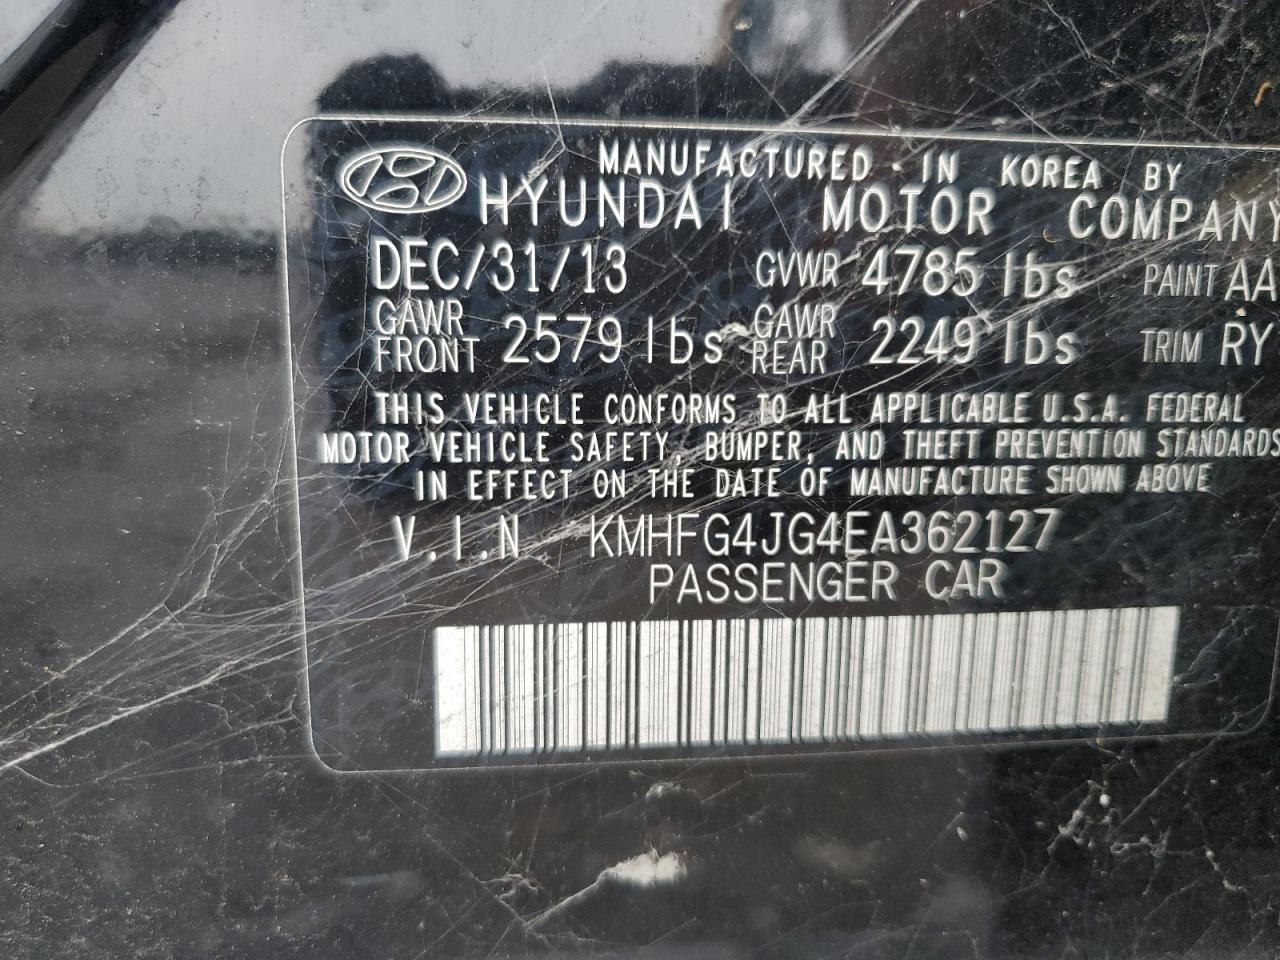 MANUFACTURED IN KOREA BY
HYUNDAI MOTOR COMPANY
DEC/31/13 GVWR 4785 lbs PAINT AA
GAWR FRONT 2579 lbs GAWR REAR 2249 lbs TRIM RY
THIS VEHICLE CONFORMS TO ALL APPLICABLE U.S.A. FEDERAL
MOTOR VEHICLE SAFETY, BUMPER, AND THEFT PREVENTION STANDARDS
IN EFFECT ON THE DATE OF MANUFACTURE SHOWN ABOVE
V.I.N KMHFG4JG4EA362127
PASSENGER CAR